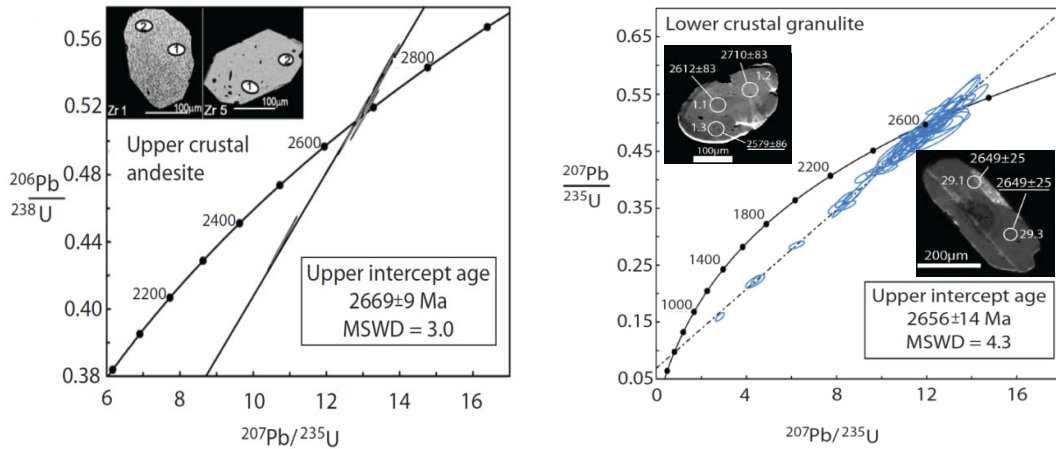 0.56
0.52
0.48
0.44
0.40
0.38
206Pb
238U
2
1
100µm
Zr 1
1
2
100µm
Zr 5
Upper crustal
andesite
2800
2600
2400
2200
Upper intercept age
2669±9 Ma
MSWD = 3.0
6 8 10 12 14 16
207Pb/235U
0.65
0.55
0.45
0.35
0.25
0.15
0.05
207Pb
235U
Lower crustal granulite
2710±83
2612±83
1.2
1.1
1.3
100µm
2579±86
2600
2200
1800
1400
1000
2649±25
29.1
2649±25
29.3
200µm
Upper intercept age
2656±14 Ma
MSWD = 4.3
0 4 8 12 16
207Pb/235U